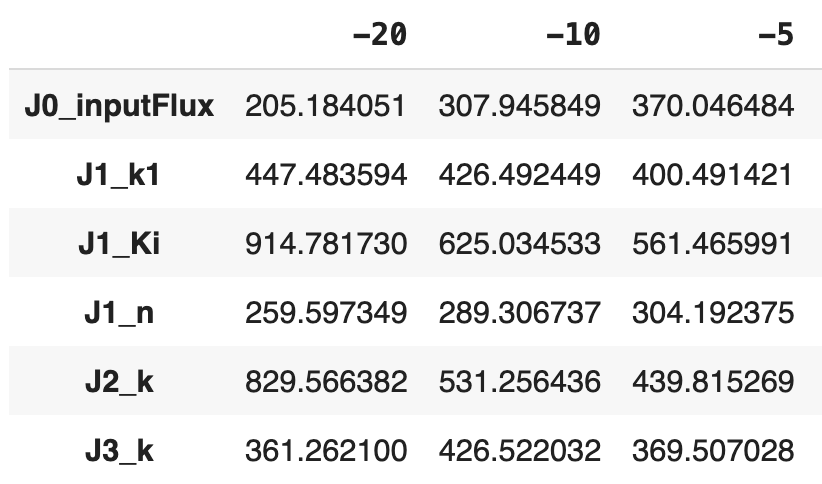 -20 -10 -5
J0_inputFlux 205.184051 307.945849 370.046484
J1_k1 447.483594 426.492449 400.491421
J1_Ki 914.781730 625.034533 561.465991
J1_n 259.597349 289.306737 304.192375
J2_k 829.566382 531.256436 439.815269
J3_k 361.262100 426.522032 369.507028